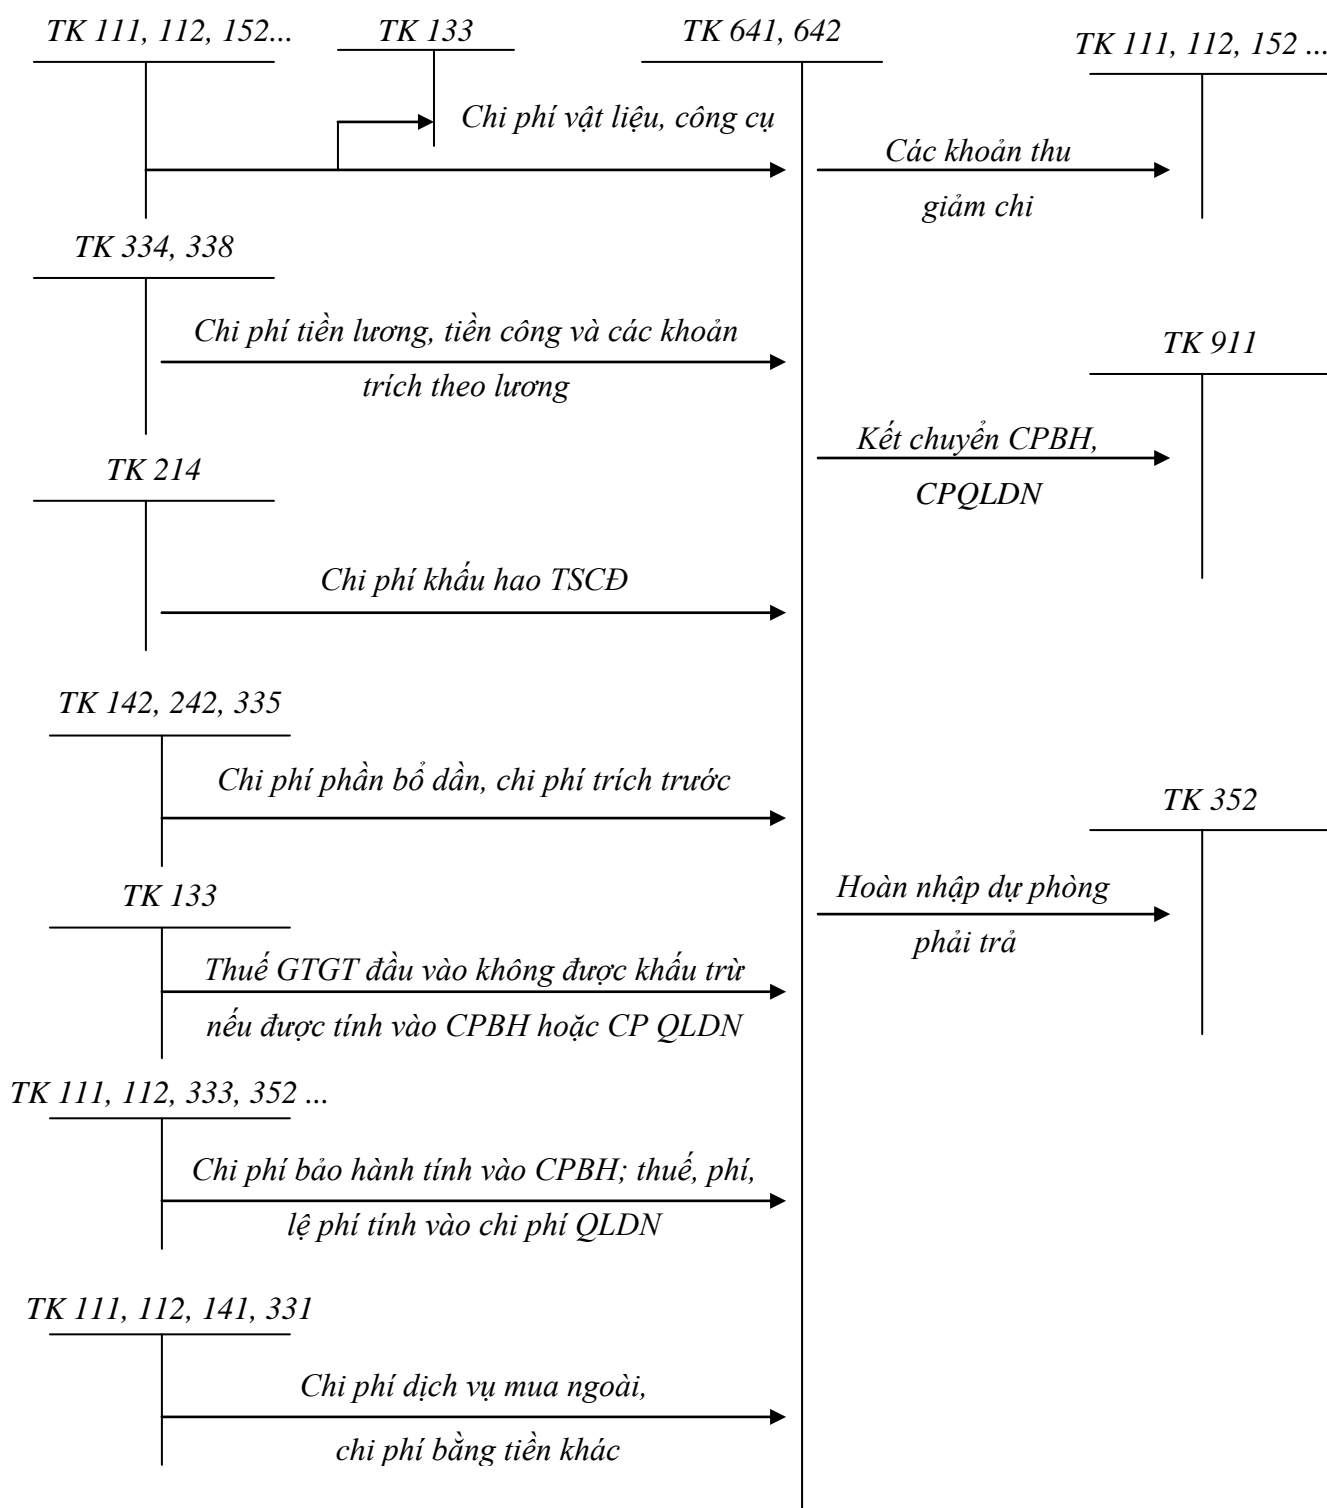 TK 111, 112, 152...
TK 133
TK 641, 642
TK 111, 112, 152 ...
Chi phí vật liệu, công cụ
Các khoản thu
giảm chi
TK 334, 338
Chi phí tiền lương, tiền công và các khoản
trích theo lương
TK 911
Kết chuyển CPBH,
CPQLDN
TK 214
Chi phí khấu hao TSCĐ
TK 142, 242, 335
Chi phí phần bổ dần, chi phí trích trước
TK 352
Hoàn nhập dự phòng
phải trả
TK 133
Thuế GTGT đầu vào không được khấu trừ
nếu được tính vào CPBH hoặc CP QLDN
TK 111, 112, 333, 352 ...
Chi phí bảo hành tính vào CPBH; thuế, phí,
lệ phí tính vào chi phí QLDN
TK 111, 112, 141, 331
Chi phí dịch vụ mua ngoài,
chi phí bằng tiền khác